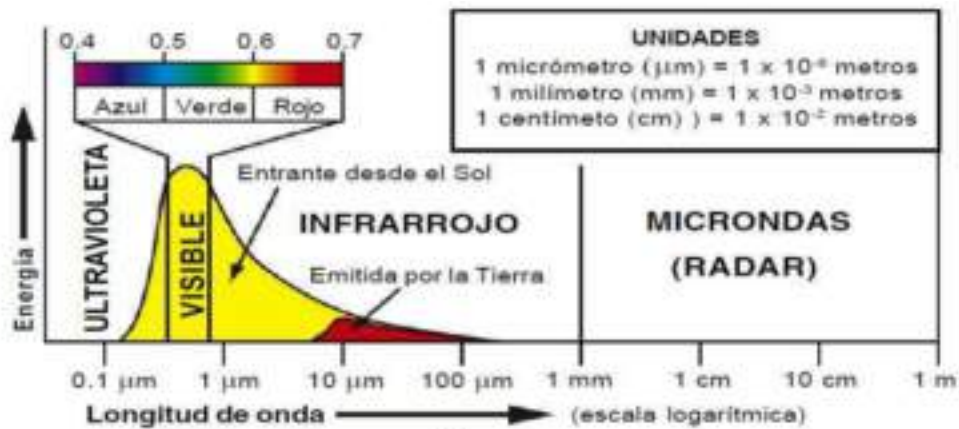 0.4 0.5 0.6 0.7
Azul Verde Rojo
UNIDADES
1 micrómetro (μm) = 1 x 10⁻⁶ metros
1 milímetro (mm) = 1 x 10⁻³ metros
1 centímeto (cm) ) = 1 x 10⁻² metros
Energía
ULTRAVIOLETA
VISIBLE
Entrante desde el Sol
INFRARROJO
Emitida por la Tierra
MICRONDAS
(RADAR)
0.1 μm 1 μm 10 μm 100 μm 1 mm 1 cm 10 cm 1 m
Longitud de onda (escala logarítmica)